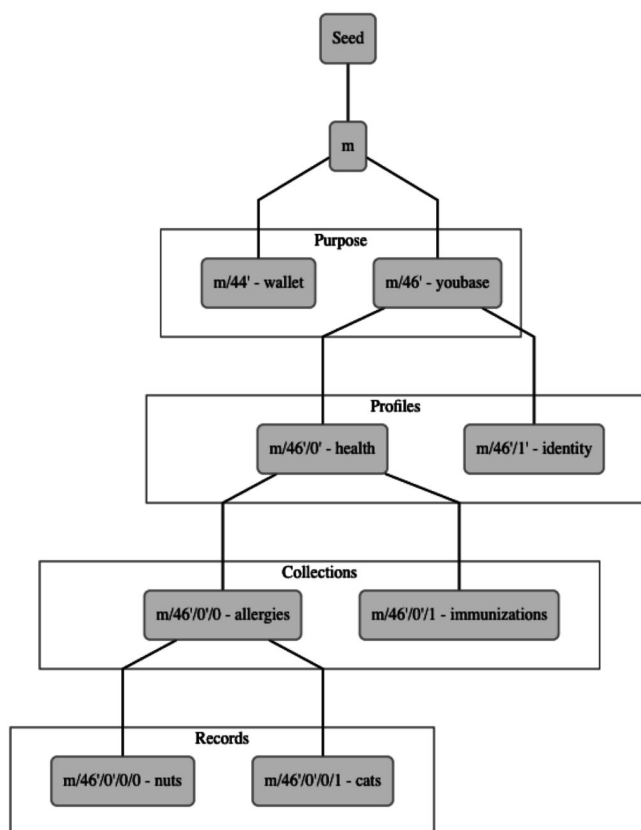 Seed
m
Purpose
m/44' - wallet
m/46' - youbase
Profiles
m/46'/0' - health
m/46'/1' - identity
Collections
m/46'/0'/0 - allergies
m/46'/0'/1 - immunizations
Records
m/46'/0'/0/0 - nuts
m/46'/0'/0/1 - cats